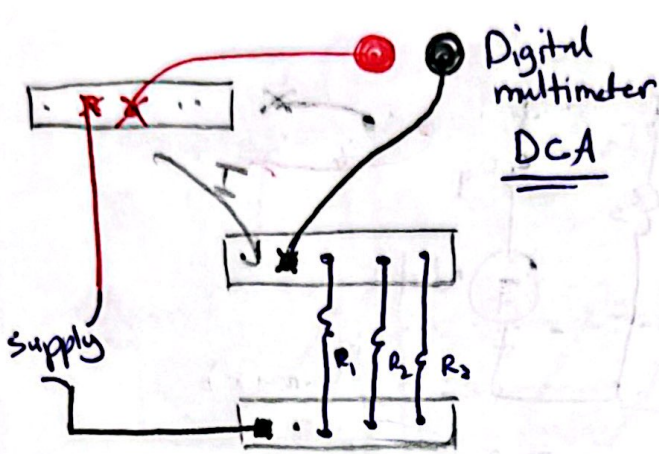 Digital
multimeter
DCA
I
supply
R1 R2 R3